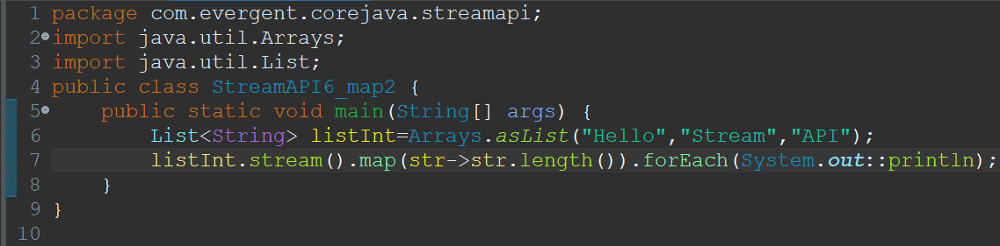 1 package com.evergent.corejava.streamapi;
2 import java.util.Arrays;
3 import java.util.List;
4 public class StreamAPI6_map2 {
5     public static void main(String[] args) {
6         List<String> listInt=Arrays.asList("Hello","Stream","API");
7         listInt.stream().map(str->str.length()).forEach(System.out::println);
8     }
9 }
10